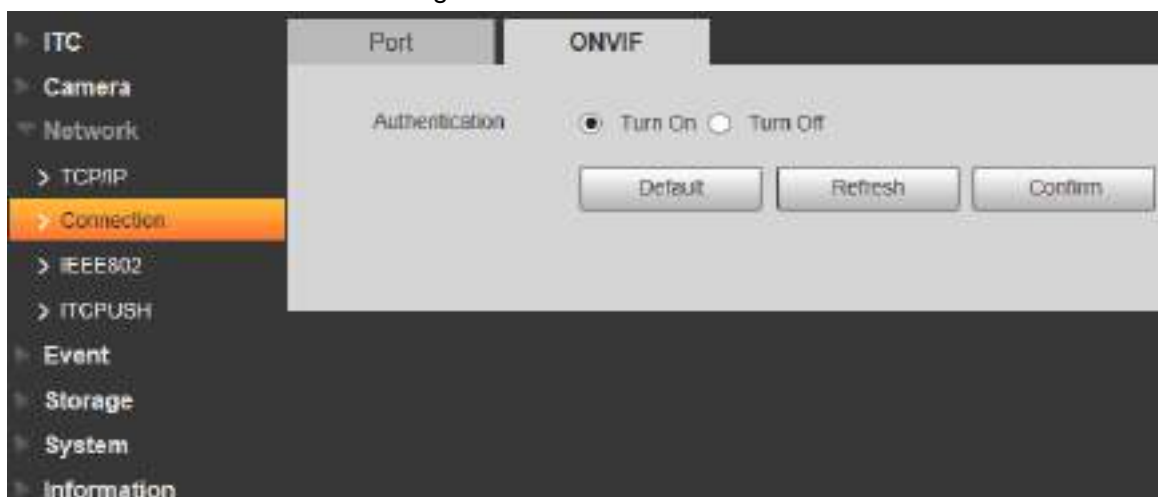 ITC
Camera
Network
TCP/IP
Connection
IEEE802
ITCPUSH
Event
Storage
System
Information
Port
ONVIF
Authentication
Turn On
Turn Off
Default
Refresh
Confirm